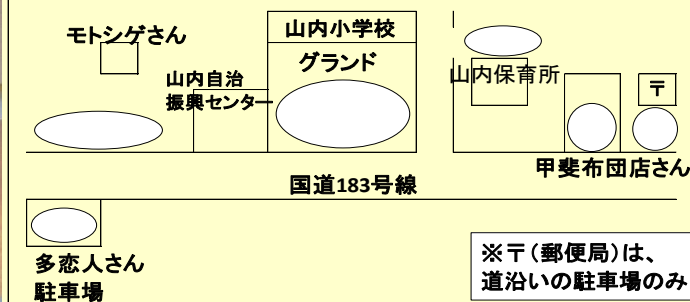 モトシゲさん
山内自治
振興センター
山内小学校
グランド
山内保育所
〒
甲斐布団店さん
国道183号線
多恋人さん
駐車場
※〒(郵便局)は、
道沿いの駐車場のみ